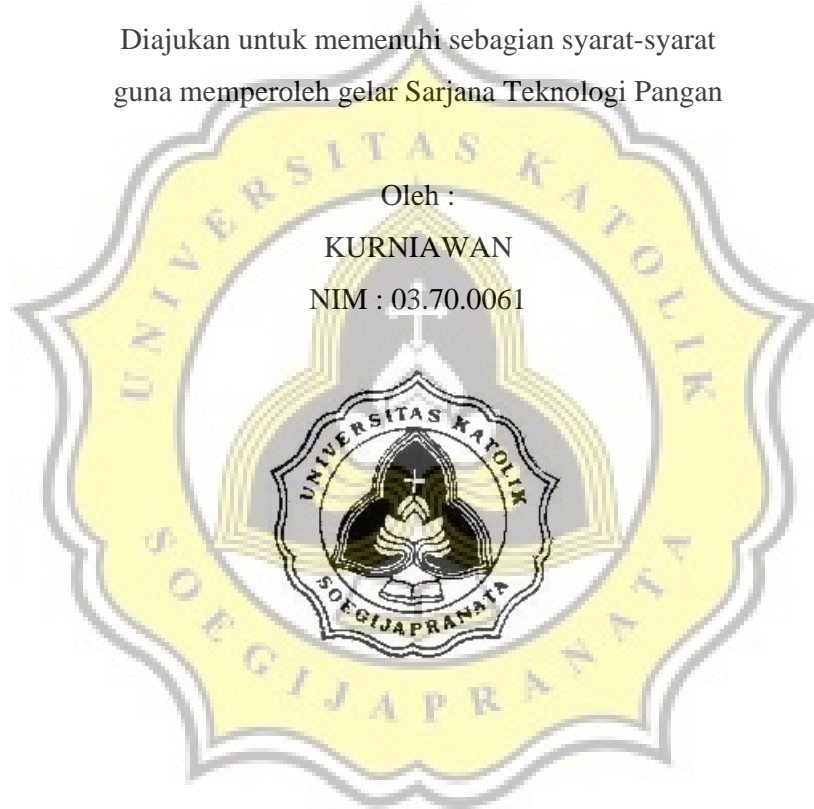 Diajukan untuk memenuhi sebagian syarat-syarat
guna memperoleh gelar Sarjana Teknologi Pangan
Oleh :
KURNIAWAN
NIM : 03.70.0061
UNIVERSITAS KATOLIK
SOEGIJAPRANATA
UNIVERSITAS KATOLIK
SOEGIJAPRANATA